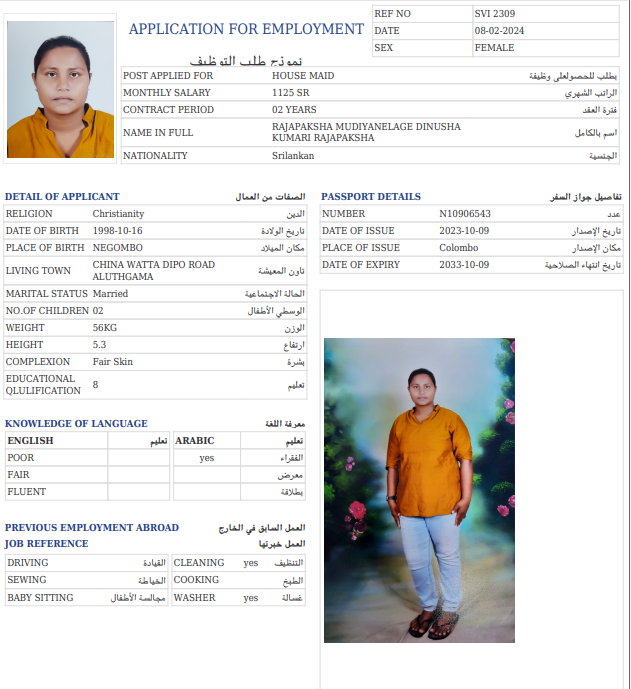 APPLICATION FOR EMPLOYMENT
نموذج طلب التوظيف
REF NO SVI 2309
DATE 08-02-2024
SEX FEMALE
POST APPLIED FOR HOUSE MAID يطلب للحصولعلى وظيفة
MONTHLY SALARY 1125 SR الراتب الشهري
CONTRACT PERIOD 02 YEARS فترة العقد
NAME IN FULL RAJAPAKSHA MUDIYANELAGE DINUSHA
KUMARI RAJAPAKSHA اسم بالكامل
NATIONALITY Srilankan الجنسية
DETAIL OF APPLICANT الصفات من العمال
RELIGION Christianity الدين
DATE OF BIRTH 1998-10-16 تاريخ الولادة
PLACE OF BIRTH NEGOMBO مكان الميلاد
LIVING TOWN CHINA WATTA DIPO ROAD
ALUTHGAMA تاون المعيشة
MARITAL STATUS Married الحالة الاجتماعية
NO.OF CHILDREN 02 الوسطي الأطفال
WEIGHT 56KG الوزن
HEIGHT 5.3 ارتفاع
COMPLEXION Fair Skin بشرة
EDUCATIONAL
QLULIFICATION 8 تعليم
PASSPORT DETAILS تفاصيل جواز السفر
NUMBER N10906543 عدد
DATE OF ISSUE 2023-10-09 تاريخ الإصدار
PLACE OF ISSUE Colombo مكان الإصدار
DATE OF EXPIRY 2033-10-09 تاريخ انتهاء الصلاحية
KNOWLEDGE OF LANGUAGE معرفة اللغة
ENGLISH تعليم ARABIC تعليم
POOR yes الفقراء
FAIR معرض
FLUENT بطلاقة
PREVIOUS EMPLOYMENT ABROAD العمل السابق في الخارج
JOB REFERENCE العمل خبرتها
DRIVING القيادة CLEANING yes التنظيف
SEWING الخياطة COOKING الطبخ
BABY SITTING مجالسة الأطفال WASHER yes غسالة